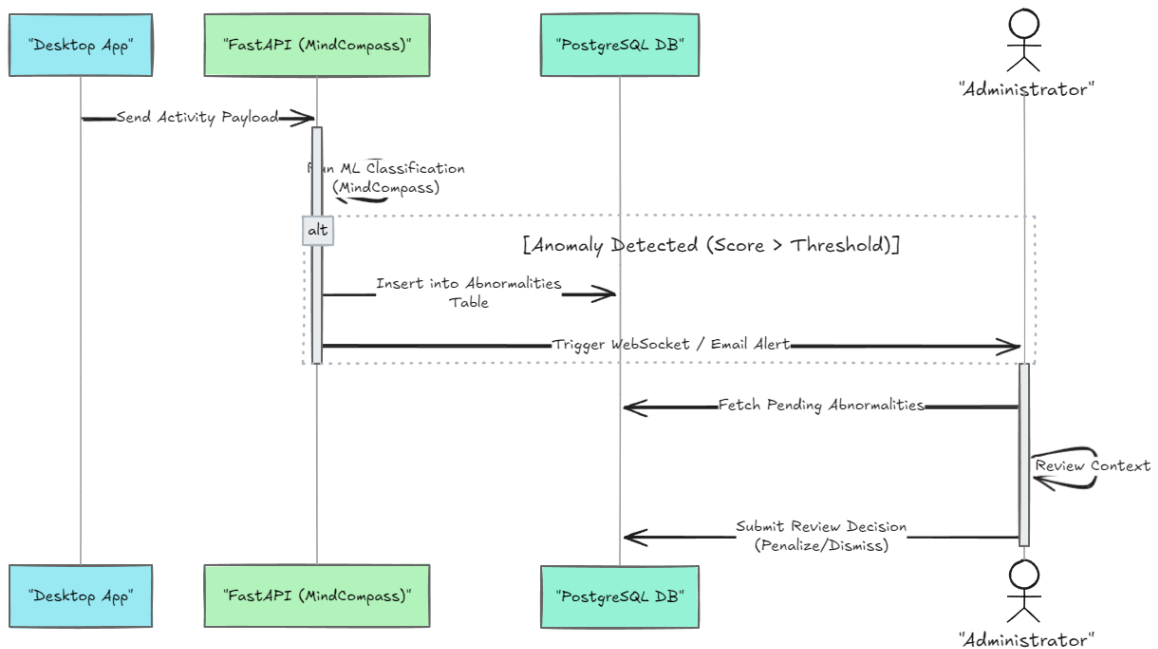 "Desktop App"
"FastAPI (MindCompass)"
"PostgreSQL DB"
"Administrator"
Send Activity Payload
Run ML Classification
(MindCompass)
alt
[Anomaly Detected (Score > Threshold)]
Insert into Abnormalities
Table
Trigger WebSocket / Email Alert
Fetch Pending Abnormalities
Review Context
Submit Review Decision
(Penalize/Dismiss)
"Desktop App"
"FastAPI (MindCompass)"
"PostgreSQL DB"
"Administrator"